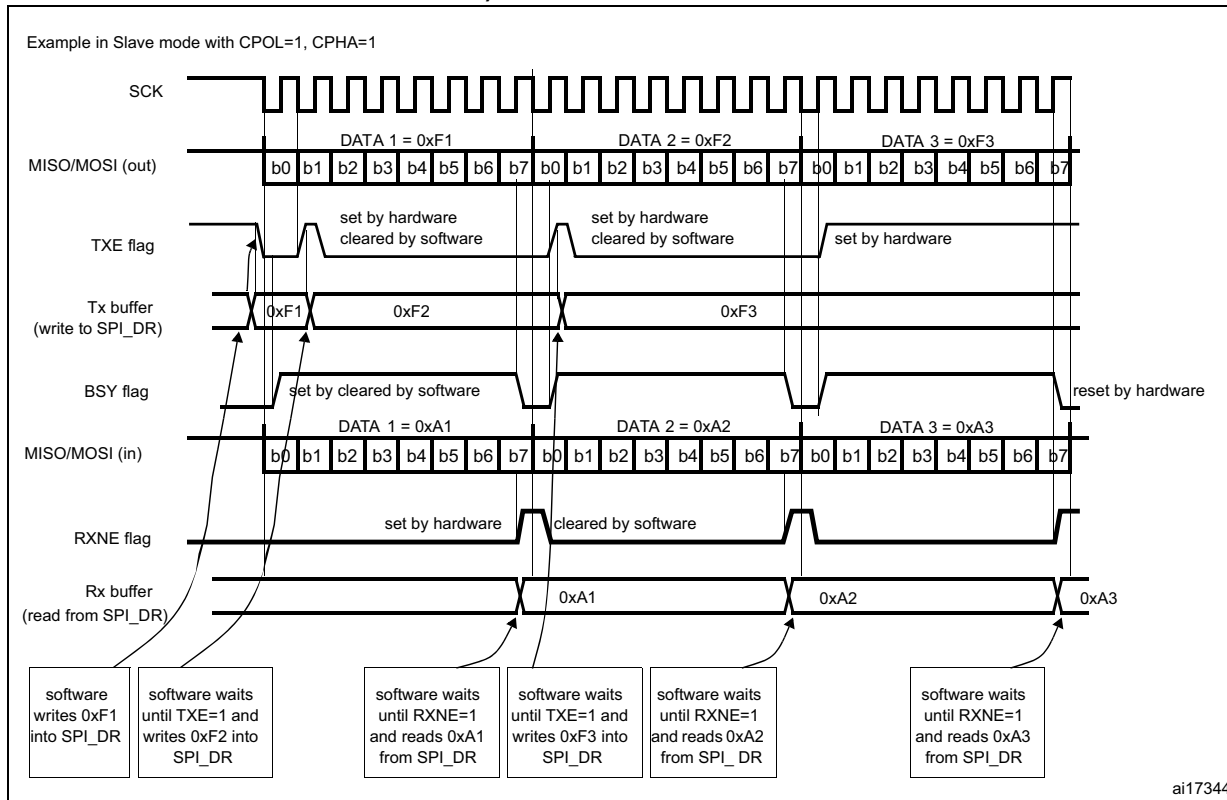 Example in Slave mode with CPOL=1, CPHA=1
SCK
DATA 1 = 0xF1 DATA 2 = 0xF2 DATA 3 = 0xF3
MISO/MOSI (out) b0 b1 b2 b3 b4 b5 b6 b7 b0 b1 b2 b3 b4 b5 b6 b7 b0 b1 b2 b3 b4 b5 b6 b7
TXE flag
set by hardware
cleared by software
set by hardware
cleared by software
set by hardware
Tx buffer
(write to SPI_DR)
0xF1 0xF2 0xF3
BSY flag
set by cleared by software
reset by hardware
DATA 1 = 0xA1 DATA 2 = 0xA2 DATA 3 = 0xA3
MISO/MOSI (in) b0 b1 b2 b3 b4 b5 b6 b7 b0 b1 b2 b3 b4 b5 b6 b7 b0 b1 b2 b3 b4 b5 b6 b7
RXNE flag
set by hardware cleared by software
Rx buffer
(read from SPI_DR)
0xA1 0xA2 0xA3
software
writes 0xF1
into SPI_DR
software waits
until TXE=1 and
writes 0xF2 into
SPI_DR
software waits
until RXNE=1
and reads 0xA1
from SPI_DR
software waits
until TXE=1 and
writes 0xF3 into
SPI_DR
software waits
until RXNE=1
and reads 0xA2
from SPI_ DR
software waits
until RXNE=1
and reads 0xA3
from SPI_DR
ai17344